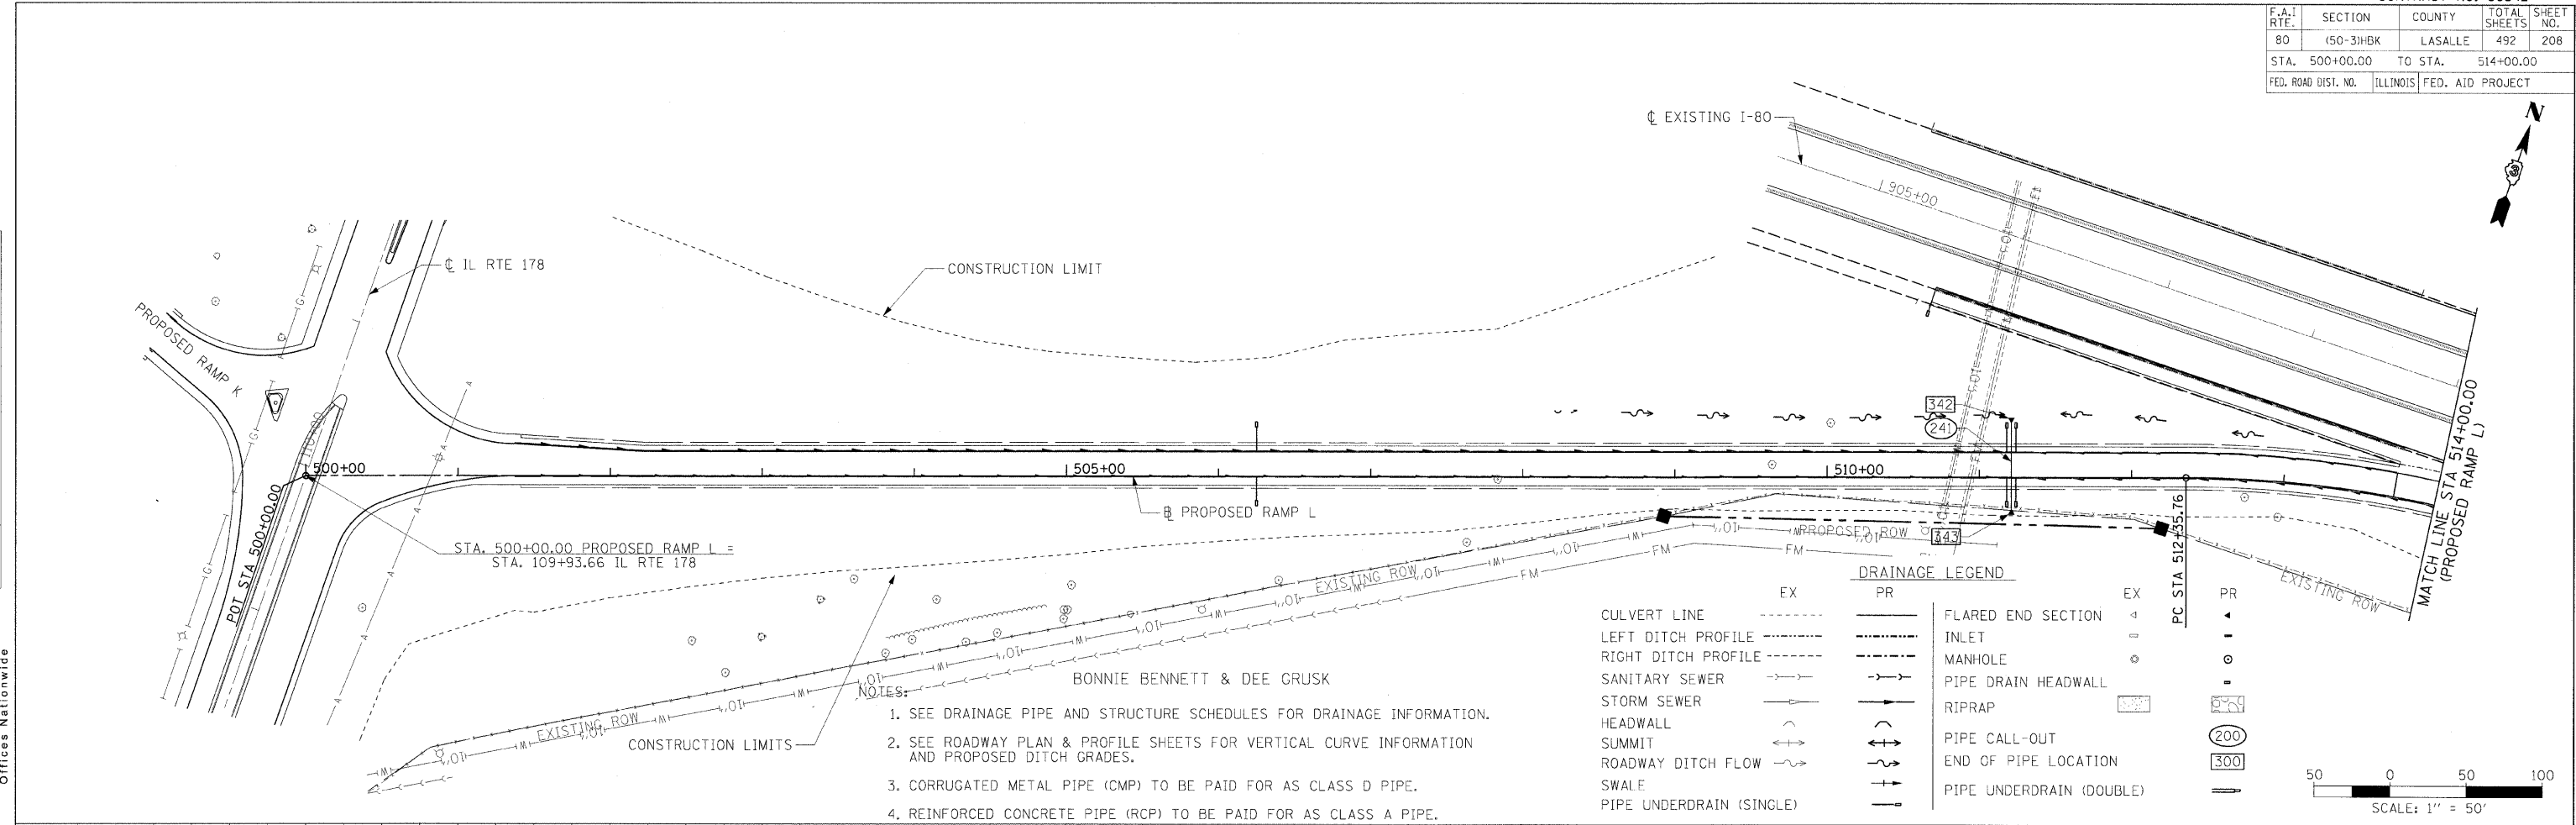 F.A.I RTE. SECTION COUNTY TOTAL SHEETS SHEET NO.
80 (50-3)HBK LASALLE 492 208
STA. 500+00.00 TO STA. 514+00.00
FED. ROAD DIST. NO. ILLINOIS FED. AID PROJECT
N
℄ EXISTING I-80
905+00
℄ IL RTE 178
CONSTRUCTION LIMIT
PROPOSED RAMP K
342
241
343
500+00
505+00
510+00
POT STA 500+00.00
℄ PROPOSED RAMP L
STA. 500+00.00 PROPOSED RAMP L =
STA. 109+93.66 IL RTE 178
PROPOSED ROW
EXISTING ROW
EXISTING ROW
EXISTING ROW
FM
FM
FM
PC STA 512+35.76
MATCH LINE STA 514+00.00
(PROPOSED RAMP L)
CONSTRUCTION LIMITS
BONNIE BENNETT & DEE GRUSK
NOTES:
1. SEE DRAINAGE PIPE AND STRUCTURE SCHEDULES FOR DRAINAGE INFORMATION.
2. SEE ROADWAY PLAN & PROFILE SHEETS FOR VERTICAL CURVE INFORMATION
AND PROPOSED DITCH GRADES.
3. CORRUGATED METAL PIPE (CMP) TO BE PAID FOR AS CLASS D PIPE.
4. REINFORCED CONCRETE PIPE (RCP) TO BE PAID FOR AS CLASS A PIPE.
DRAINAGE LEGEND
EX PR EX PR
CULVERT LINE
LEFT DITCH PROFILE
RIGHT DITCH PROFILE
SANITARY SEWER
STORM SEWER
HEADWALL
SUMMIT
ROADWAY DITCH FLOW
SWALE
PIPE UNDERDRAIN (SINGLE)
FLARED END SECTION
INLET
MANHOLE
PIPE DRAIN HEADWALL
RIPRAP
PIPE CALL-OUT 200
END OF PIPE LOCATION 300
PIPE UNDERDRAIN (DOUBLE)
50 0 50 100
SCALE: 1" = 50'
Offices Nationwide